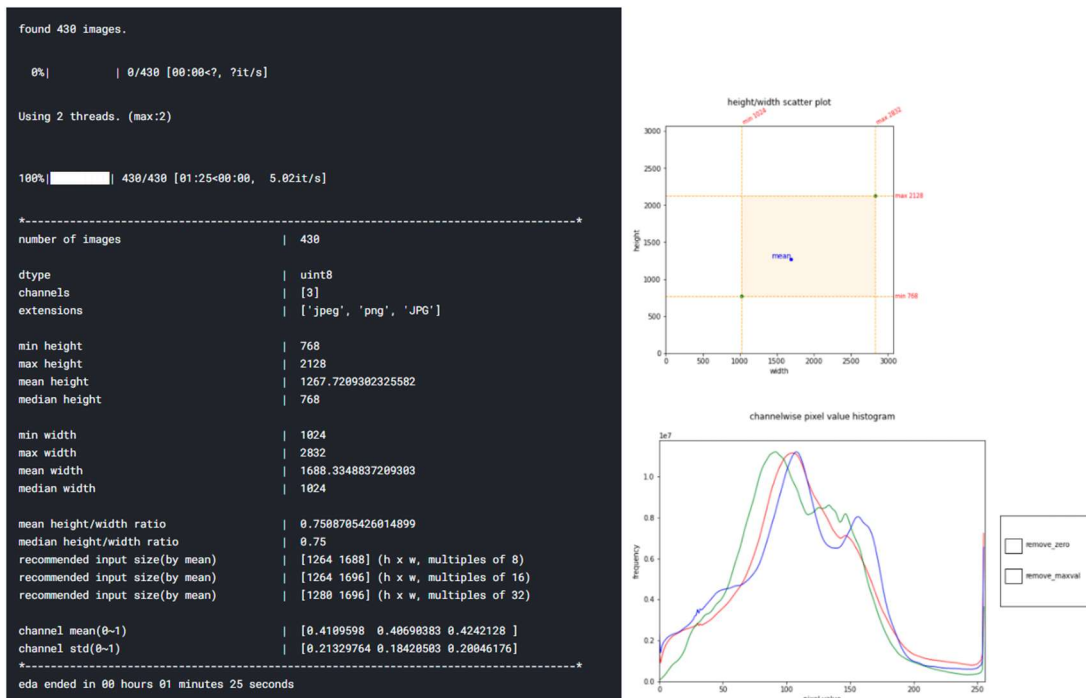 found 430 images.
0%| | 0/430 [00:00<?, ?it/s]
Using 2 threads. (max:2)
100%| | 430/430 [01:25<00:00, 5.02it/s]
*--------------------------------------------------------------------------------------*
number of images | 430
dtype | uint8
channels | [3]
extensions | ['jpeg', 'png', 'JPG']
min height | 768
max height | 2128
mean height | 1267.7209302325582
median height | 768
min width | 1024
max width | 2832
mean width | 1688.3348837209303
median width | 1024
mean height/width ratio | 0.7508705426014899
median height/width ratio | 0.75
recommended input size(by mean) | [1264 1688] (h x w, multiples of 8)
recommended input size(by mean) | [1264 1696] (h x w, multiples of 16)
recommended input size(by mean) | [1280 1696] (h x w, multiples of 32)
channel mean(0~1) | [0.4109598 0.40690383 0.4242128 ]
channel std(0~1) | [0.21329764 0.18420503 0.20046176]
*--------------------------------------------------------------------------------------*
eda ended in 00 hours 01 minutes 25 seconds
height/width scatter plot
min 1024
max 2832
3000
2500
2000
1500
1000
500
0
height
max 2128
mean
min 768
0 500 1000 1500 2000 2500 3000
width
channelwise pixel value histogram
1e7
1.0
0.8
0.6
0.4
0.2
0.0
frequency
0 50 100 150 200 250
remove_zero
remove_maxval